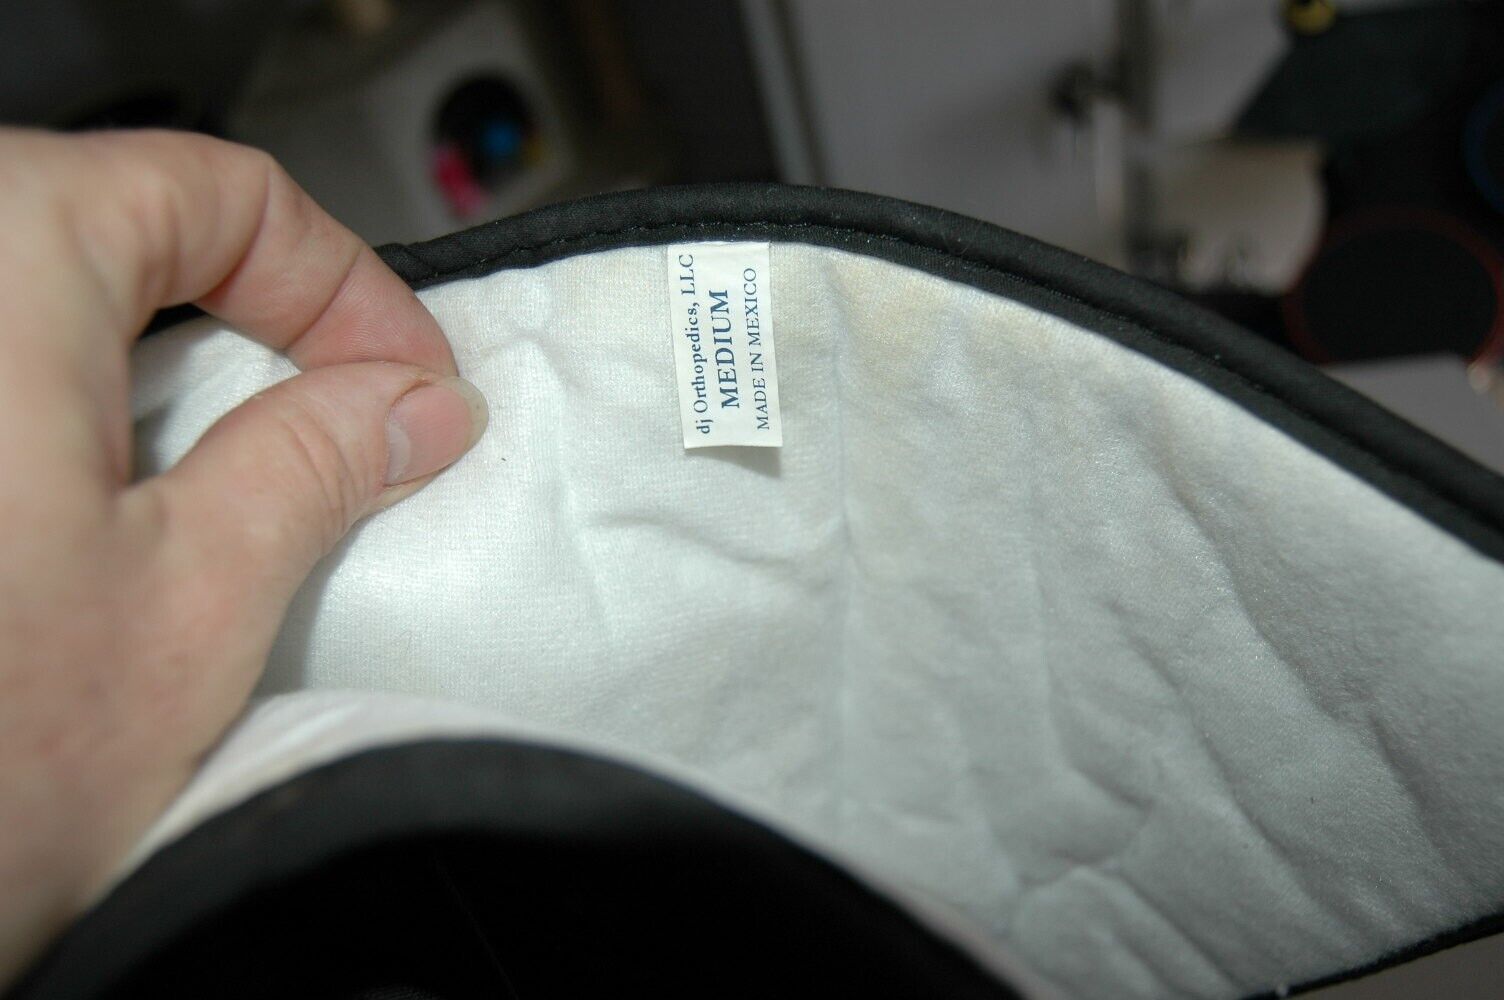 dj Orthopedics, LLC
MEDIUM
MADE IN MEXICO